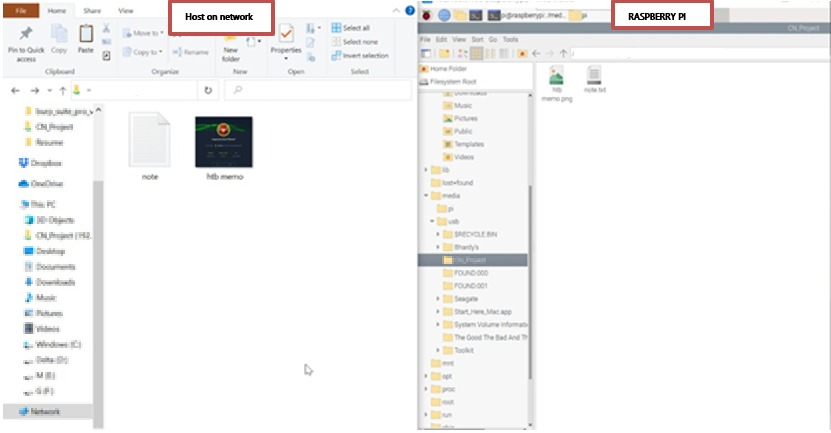 Host on network
RASPBERRY PI
File
Home
Share
View
Pin to Quick
access
Copy
Paste
Clipboard
Move to
Copy to
Rename
Organize
New
folder
New
Properties
Open
Select all
Select none
Invert selection
Select
CN_Project
Resume
Dropbox
OneDrive
This PC
3D Objects
CN_Project (192.
Desktop
Documents
Downloads
Music
Pictures
Videos
Windows (C:)
Delta (D:)
M (E:)
G (F:)
Network
note
htb memo
pi@raspberrypi: /med...
pi
CN_Project
File Edit View Sort Go Tools
Home Folder
Filesystem Root
Downloads
Music
Pictures
Public
Templates
Videos
lib
lost+found
media
pi
usb
$RECYCLE.BIN
Bhardy's
CN_Project
FOUND.000
FOUND.001
Seagate
Start_Here_Mac.app
System Volume Informatio
The Good The Bad And Th
Toolkit
mnt
opt
proc
root
run
htb
memo.png
note.txt